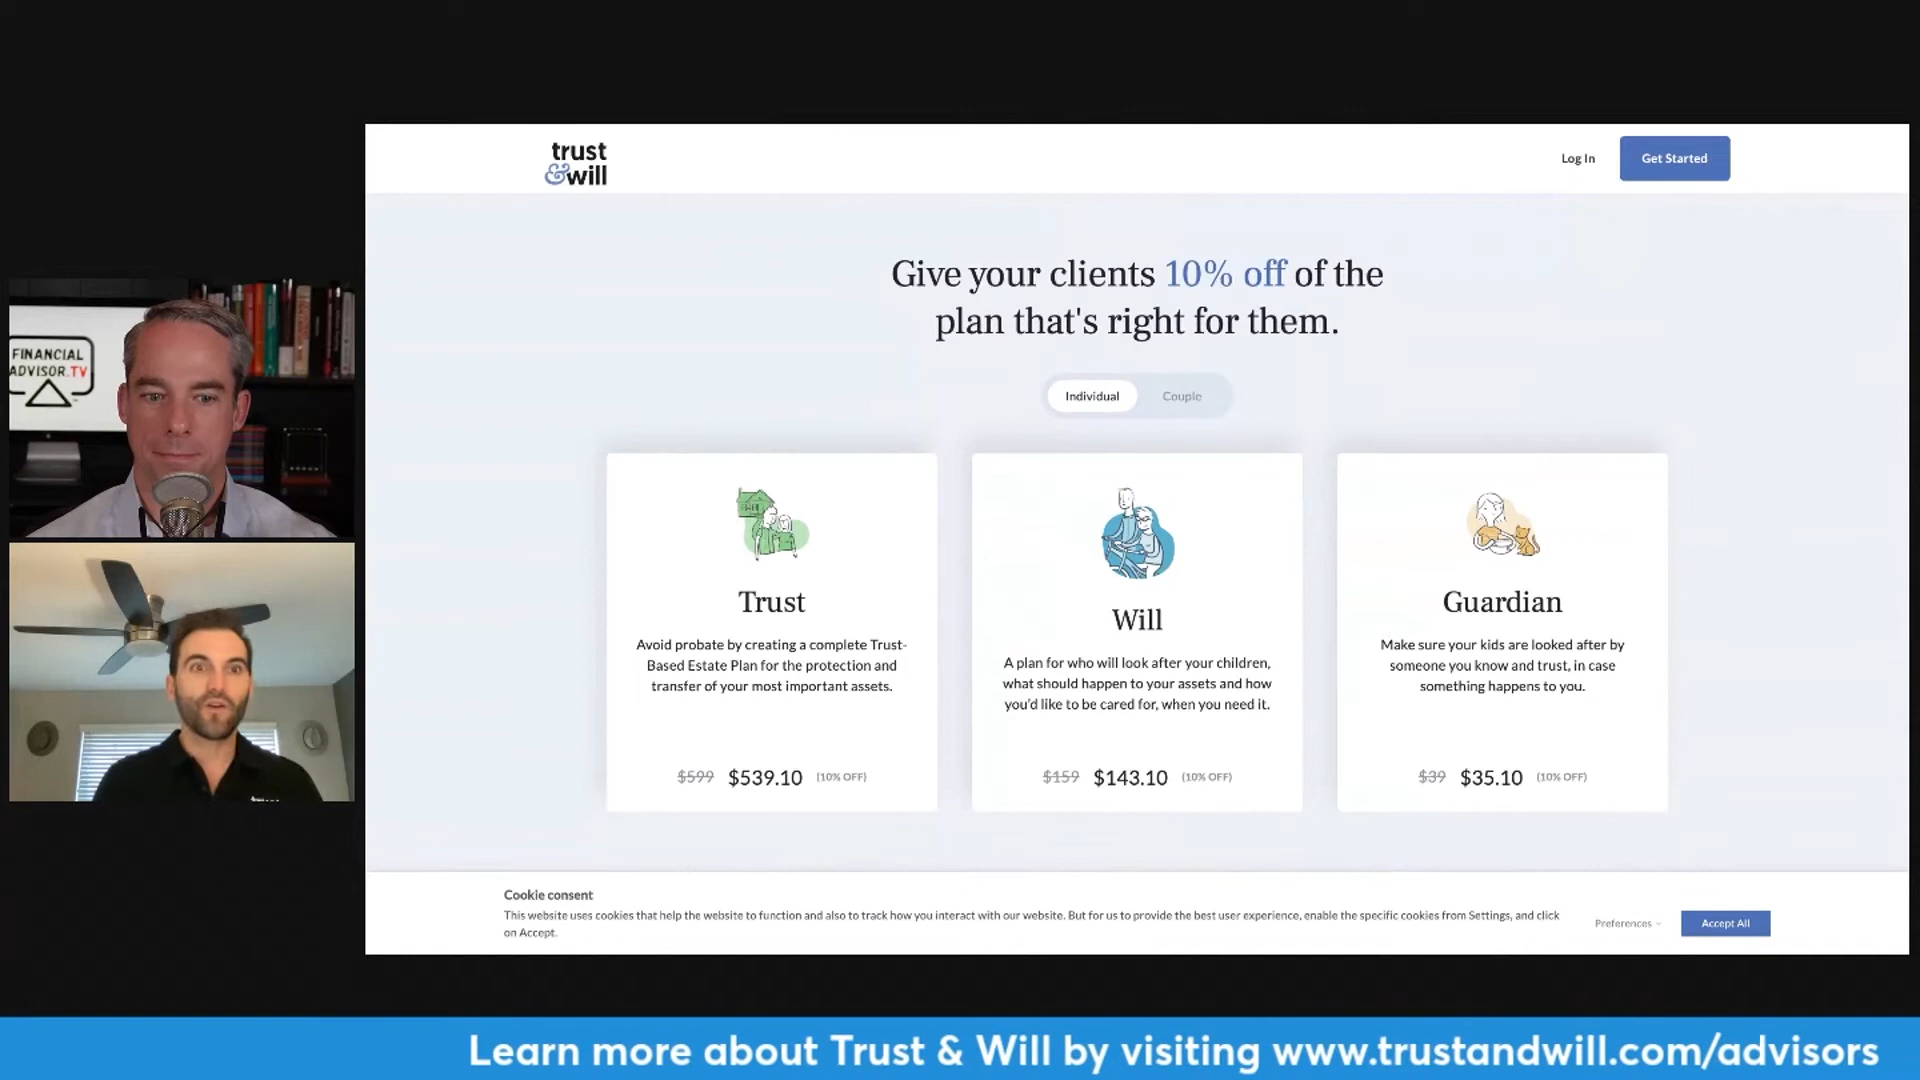 FINANCIAL
ADVISOR.TV
trust
&will
Log In
Get Started
Give your clients 10% off of the
plan that's right for them.
Individual
Couple
Trust
Avoid probate by creating a complete Trust-
Based Estate Plan for the protection and
transfer of your most important assets.
$599 $539.10 (10% OFF)
Will
A plan for who will look after your children,
what should happen to your assets and how
you'd like to be cared for, when you need it.
$159 $143.10 (10% OFF)
Guardian
Make sure your kids are looked after by
someone you know and trust, in case
something happens to you.
$39 $35.10 (10% OFF)
Cookie consent
This website uses cookies that help the website to function and also to track how you interact with our website. But for us to provide the best user experience, enable the specific cookies from Settings, and click
on Accept.
Preferences
Accept All
Learn more about Trust & Will by visiting www.trustandwill.com/advisors